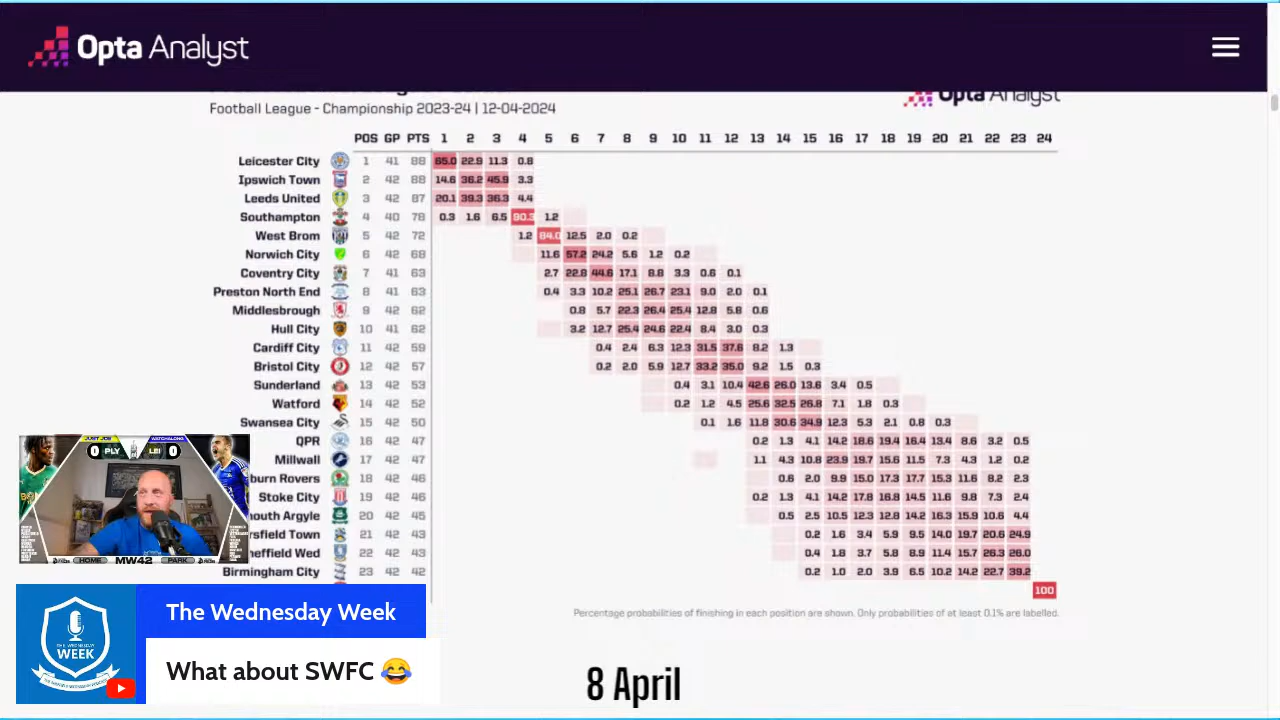 Opta Analyst
Opta Analyst
Football League - Championship 2023-24 | 12-04-2024
POS GP PTS 1 2 3 4 5 6 7 8 9 10 11 12 13 14 15 16 17 18 19 20 21 22 23 24
Leicester City 1 41 88 65.0 22.9 11.3 0.8
Ipswich Town 2 42 88 14.6 36.2 45.9 3.3
Leeds United 3 42 87 20.1 39.3 36.3 4.4
Southampton 4 40 78 0.3 1.6 6.5 90.3 1.2
West Brom 5 42 72 1.2 84.0 12.5 2.0 0.2
Norwich City 6 42 68 11.6 57.2 24.2 5.6 1.2 0.2
Coventry City 7 41 63 2.7 22.8 44.6 17.1 8.8 3.3 0.6 0.1
Preston North End 8 41 63 0.4 3.3 10.2 25.1 26.7 23.1 9.0 2.0 0.1
Middlesbrough 9 42 62 0.8 5.7 22.3 26.4 25.4 12.8 5.8 0.6
Hull City 10 41 62 3.2 12.7 25.4 24.6 22.4 8.4 3.0 0.3
Cardiff City 11 42 59 0.4 2.4 6.3 12.3 31.5 37.6 8.2 1.3
Bristol City 12 42 57 0.2 2.0 5.9 12.7 33.2 35.0 9.2 1.5 0.3
Sunderland 13 42 53 0.4 3.1 10.4 42.6 26.0 13.6 3.4 0.5
Watford 14 42 52 0.2 1.2 4.5 25.6 32.5 26.8 7.1 1.8 0.3
Swansea City 15 42 50 0.1 1.6 11.8 30.6 34.9 12.3 5.3 2.1 0.8 0.3
QPR 16 42 47 0.2 1.3 4.1 14.2 18.6 19.4 16.4 13.4 8.6 3.2 0.5
Millwall 17 42 47 1.1 4.3 10.8 23.9 19.7 15.6 11.5 7.3 4.3 1.2 0.2
burn Rovers 18 42 46 0.6 2.0 9.9 15.0 17.3 17.7 15.3 11.6 8.2 2.3
Stoke City 19 42 46 0.2 1.3 4.1 14.2 17.8 16.8 14.5 11.6 9.8 7.3 2.4
outh Argyle 20 42 45 0.5 2.5 10.5 12.3 12.8 14.2 16.3 15.9 10.6 4.4
rsfield Town 21 42 43 0.2 1.6 3.4 5.9 9.5 14.0 19.7 20.6 24.9
heffield Wed 22 42 43 0.4 1.8 3.7 5.8 8.9 11.4 15.7 26.3 26.0
Birmingham City 23 42 42 0.2 1.0 2.0 3.9 6.5 10.2 14.2 22.7 39.2
100
Percentage probabilities of finishing in each position are shown. Only probabilities of at least 0.1% are labelled.
JUST JOE WATCHALONG
0 PLY LEI 0
HOME MW42 PARK
THE WEDNESDAY
WEEK
The Wednesday Week
What about SWFC 😂
8 April